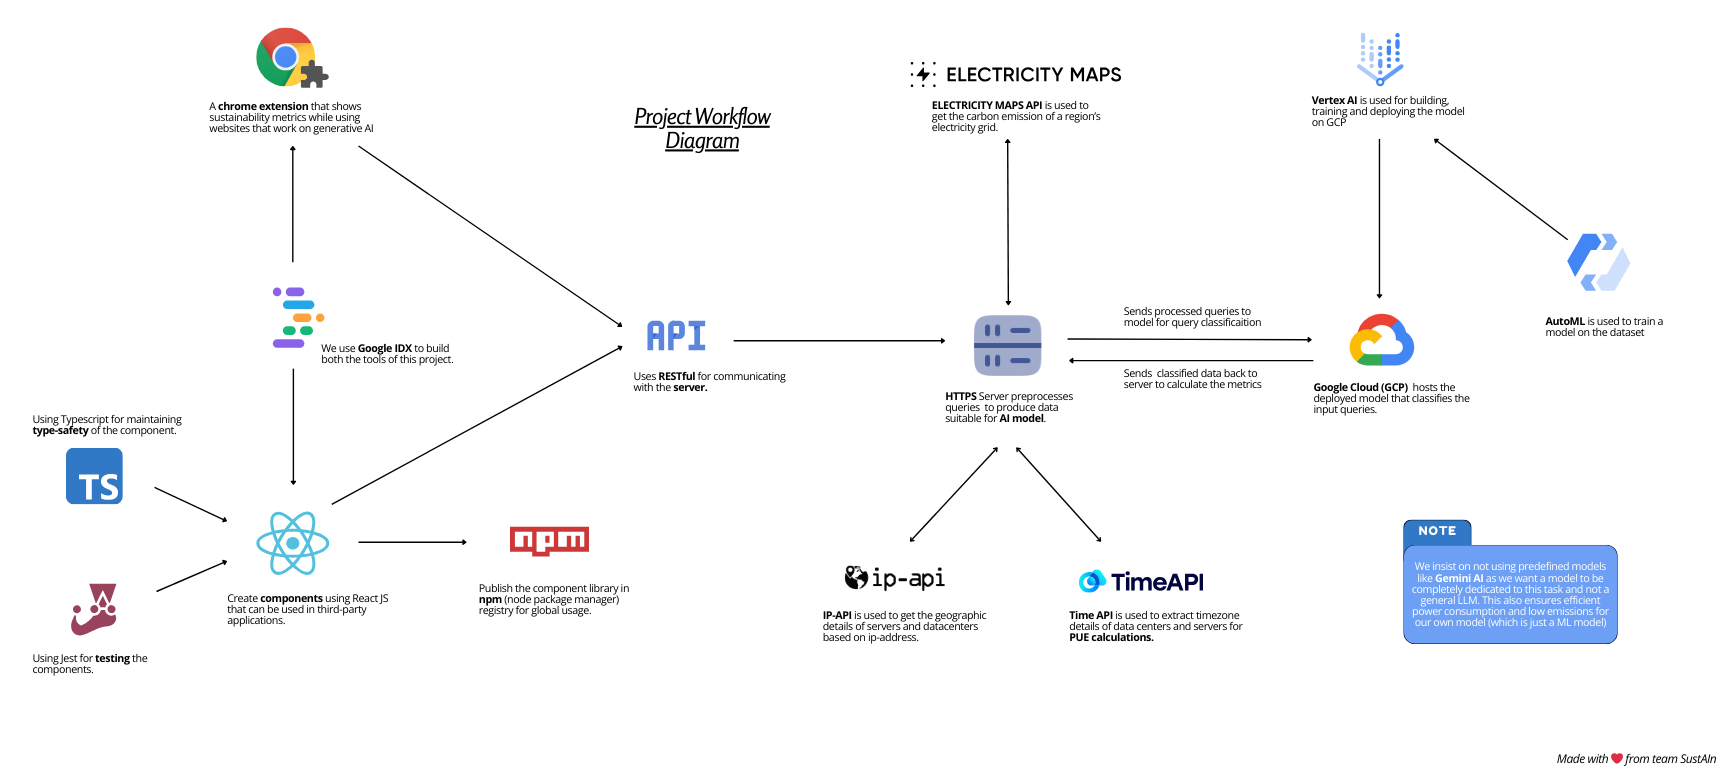 A chrome extension that shows
sustainability metrics while using
websites that work on generative AI
Project Workflow
Diagram
ELECTRICITY MAPS
ELECTRICITY MAPS API is used to
get the carbon emission of a region's
electricity grid.
Vertex AI is used for building,
training and deploying the model
on GCP
We use Google IDX to build
both the tools of this project.
API
Uses RESTful for communicating
with the server.
HTTPS Server preprocesses
queries to produce data
suitable for AI model.
Sends processed queries to
model for query classificaition
Sends classified data back to
server to calculate the metrics
Google Cloud (GCP) hosts the
deployed model that classifies the
input queries.
AutoML is used to train a
model on the dataset
Using Typescript for maintaining
type-safety of the component.
TS
Using Jest for testing the
components.
Create components using React JS
that can be used in third-party
applications.
npm
Publish the component library in
npm (node package manager)
registry for global usage.
ip-api
IP-API is used to get the geographic
details of servers and datacenters
based on ip-address.
TimeAPI
Time API is used to extract timezone
details of data centers and servers for
PUE calculations.
NOTE
We insist on not using predefined models
like Gemini AI as we want a model to be
completely dedicated to this task and not a
general LLM. This also ensures efficient
power consumption and low emissions for
our own model (which is just a ML model)
Made with ❤️ from team SustAIn